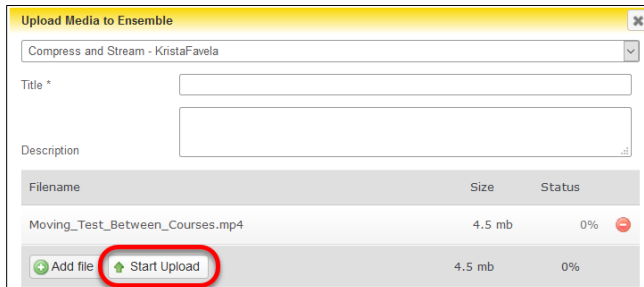 Upload Media to Ensemble
Compress and Stream - KristaFavela
Title *
Description
Filename Size Status
Moving_Test_Between_Courses.mp4 4.5 mb 0%
Add file Start Upload 4.5 mb 0%